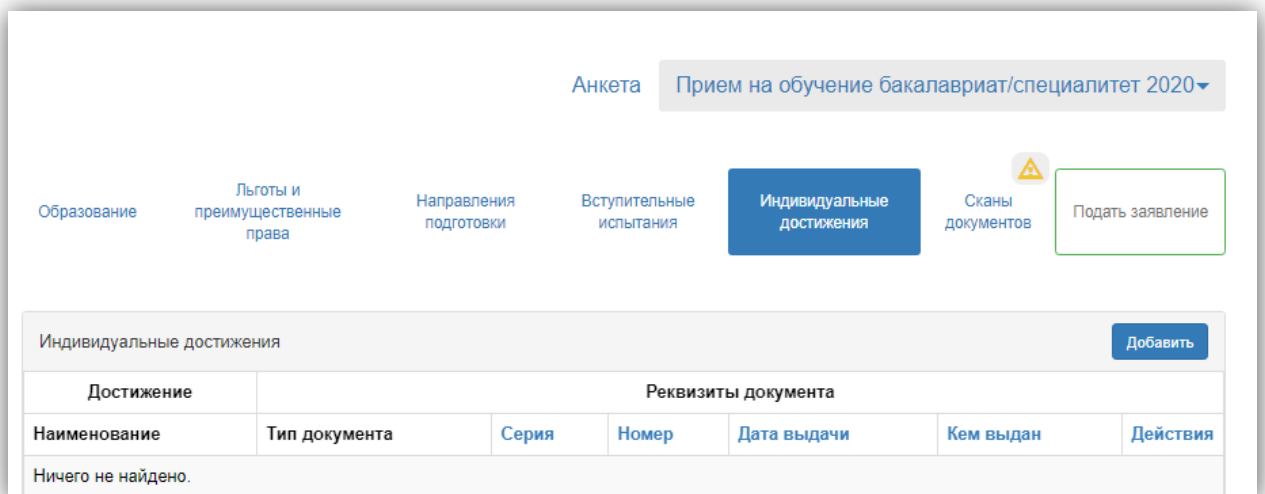 Анкета Прием на обучение бакалавриат/специалитет 2020
Образование
Льготы и
преимущественные
права
Направления
подготовки
Вступительные
испытания
Индивидуальные
достижения
Сканы
документов
Подать заявление
Индивидуальные достижения Добавить
Достижение Реквизиты документа
Наименование Тип документа Серия Номер Дата выдачи Кем выдан Действия
Ничего не найдено.